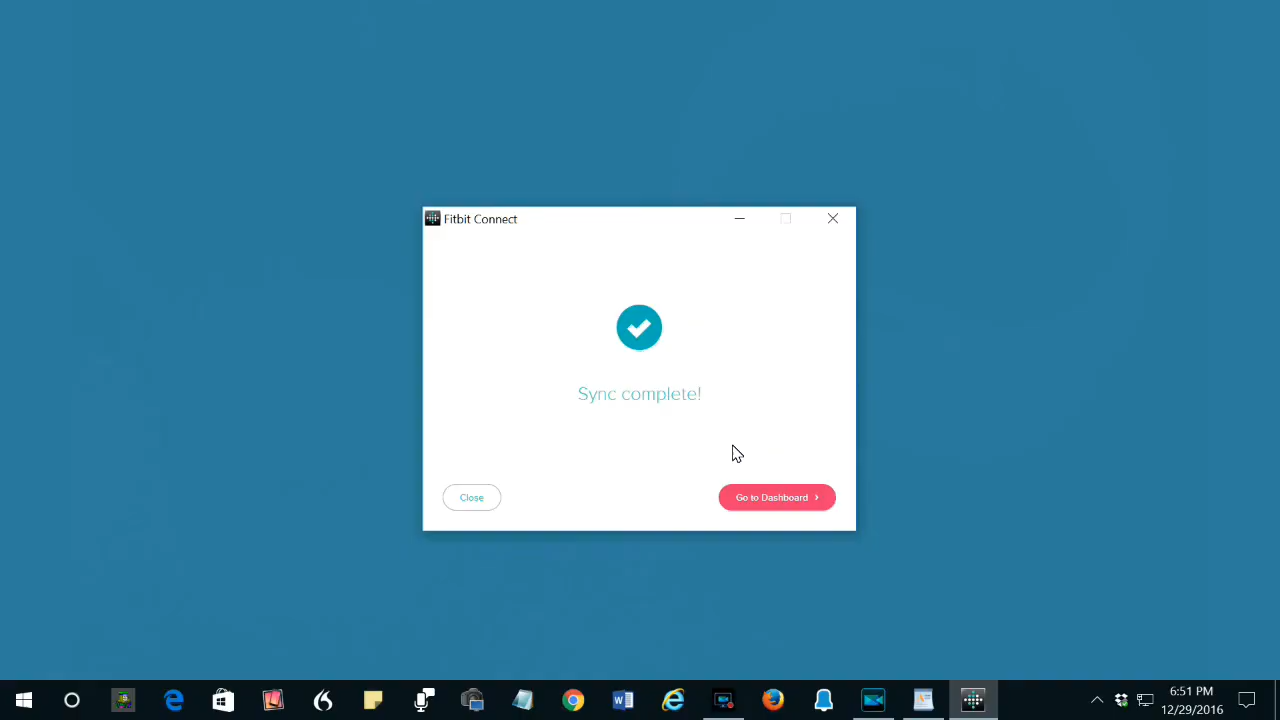 Fitbit Connect
Sync complete!
Close
Go to Dashboard
6:51 PM
12/29/2016